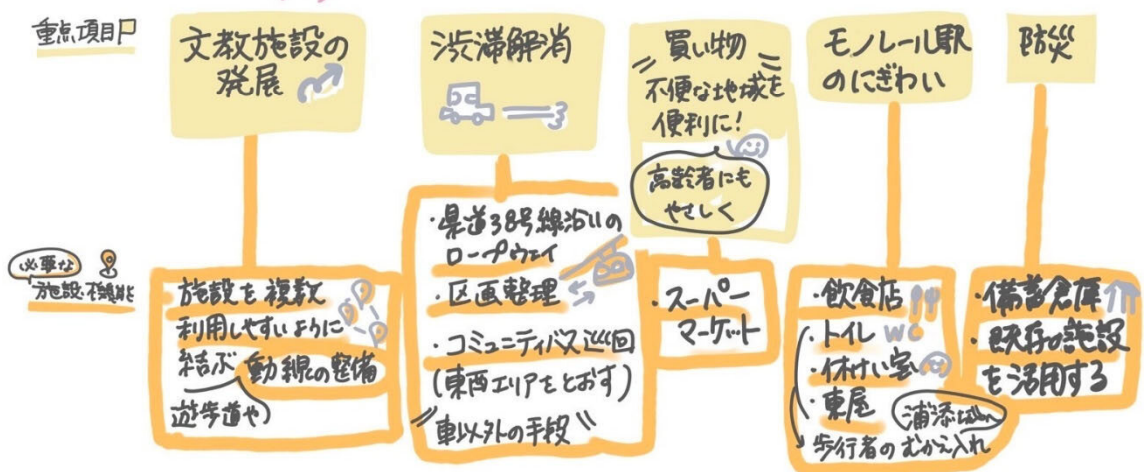 重点項目
文教施設の
発展
渋滞解消
買い物
不便な地域を
便利に!
高齢者にも
やさしく
モノレール駅
のにぎわい
防災
必要な
施設・機能
施設を複数
利用しやすいように
結ぶ 動線の整備
遊歩道や
・県道38号線沿いの
ロープウェイ
・区画整理
・コミュニティバス巡回
(東西エリアをとおす)
車以外の手段
・スーパー
マーケット
・飲食店
・トイレ WC
・休けい室
・東屋
浦添
歩行者のむかえ入れ
・備蓄倉庫
・既存の施設
を活用する